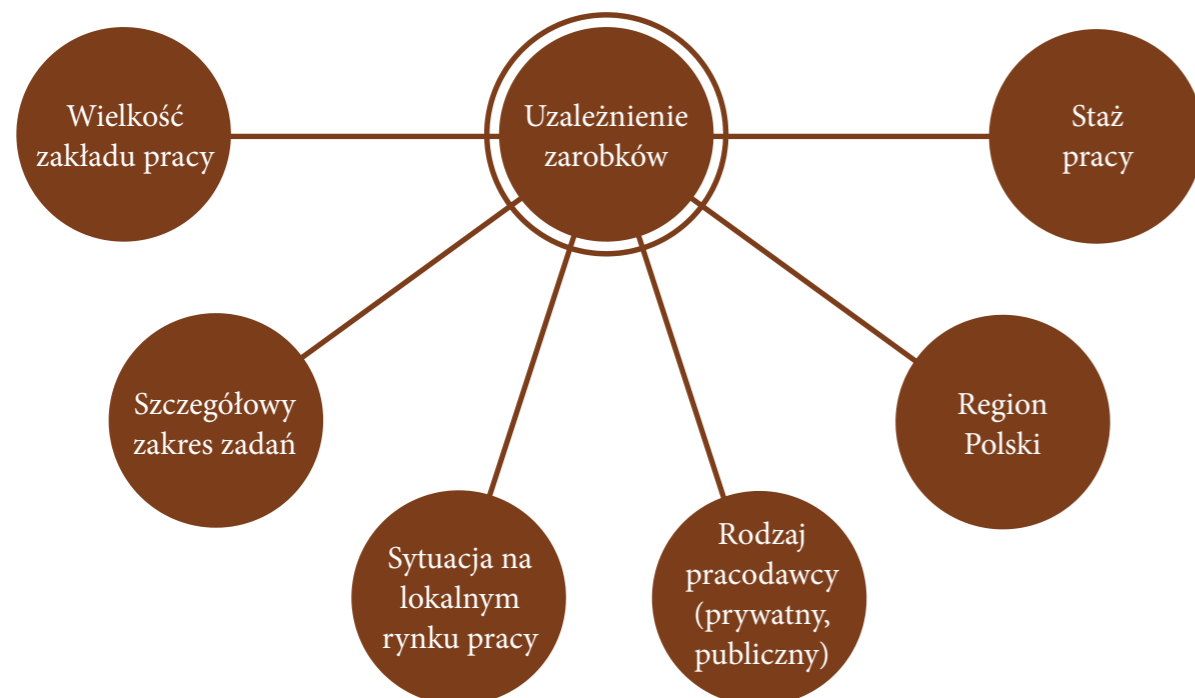 Wielkość
zakładu pracy
Uzależnienie
zarobków
Staż
pracy
Szczegółowy
zakres zadań
Region
Polski
Sytuacja na
lokalnym
rynku pracy
Rodzaj
pracodawcy
(prywatny,
publiczny)